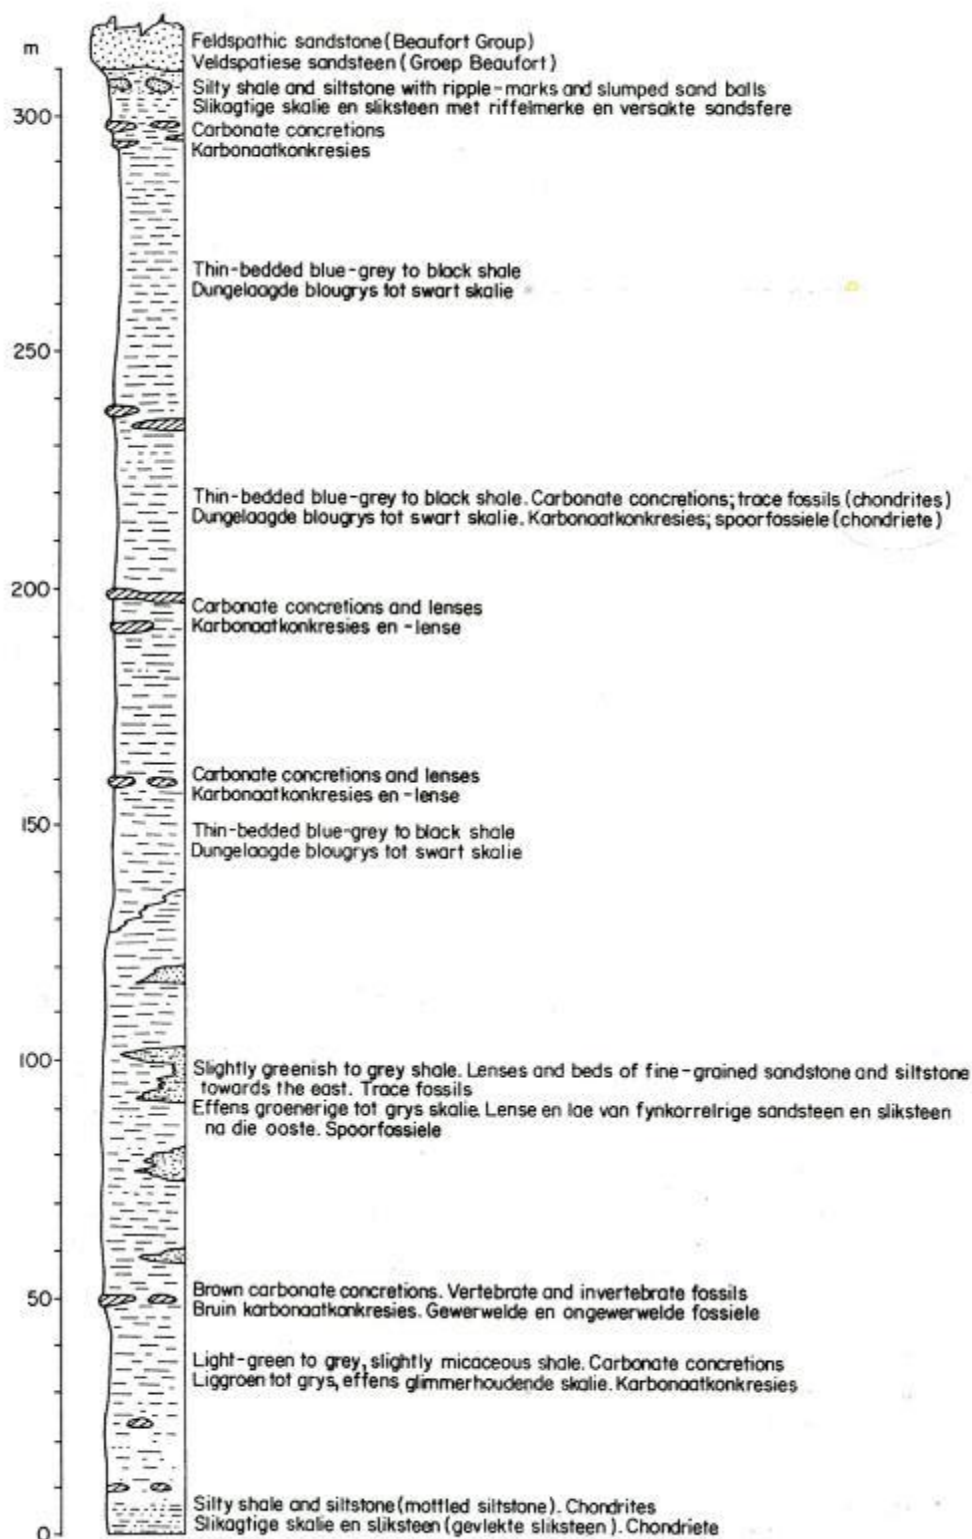 m
Feldspathic sandstone (Beaufort Group)
Veldspatiese sandsteen (Groep Beaufort)
Silty shale and siltstone with ripple-marks and slumped sand balls
Slikagtige skalie en sliksteen met riffelmerke en versakte sandsfere
300
Carbonate concretions
Karbonaatkonkresies
Thin-bedded blue-grey to black shale
Dungelaagde blougrys tot swart skalie
250
Thin-bedded blue-grey to black shale. Carbonate concretions; trace fossils (chondrites)
Dungelaagde blougrys tot swart skalie. Karbonaatkonkresies; spoorfossiele (chondriete)
200
Carbonate concretions and lenses
Karbonaatkonkresies en -lense
Carbonate concretions and lenses
Karbonaatkonkresies en -lense
150
Thin-bedded blue-grey to black shale
Dungelaagde blougrys tot swart skalie
100
Slightly greenish to grey shale. Lenses and beds of fine-grained sandstone and siltstone
towards the east. Trace fossils
Effens groenerige tot grys skalie. Lense en lae van fynkorrelrige sandsteen en sliksteen
na die ooste. Spoorfossiele
Brown carbonate concretions. Vertebrate and invertebrate fossils
50
Bruin karbonaatkonkresies. Gewerwelde en ongewerwelde fossiele
Light-green to grey, slightly micaceous shale. Carbonate concretions
Liggroen tot grys, effens glimmerhoudende skalie. Karbonaatkonkresies
Silty shale and siltstone (mottled siltstone). Chondrites
Slikagtige skalie en sliksteen (gevlekte sliksteen). Chondriete
0